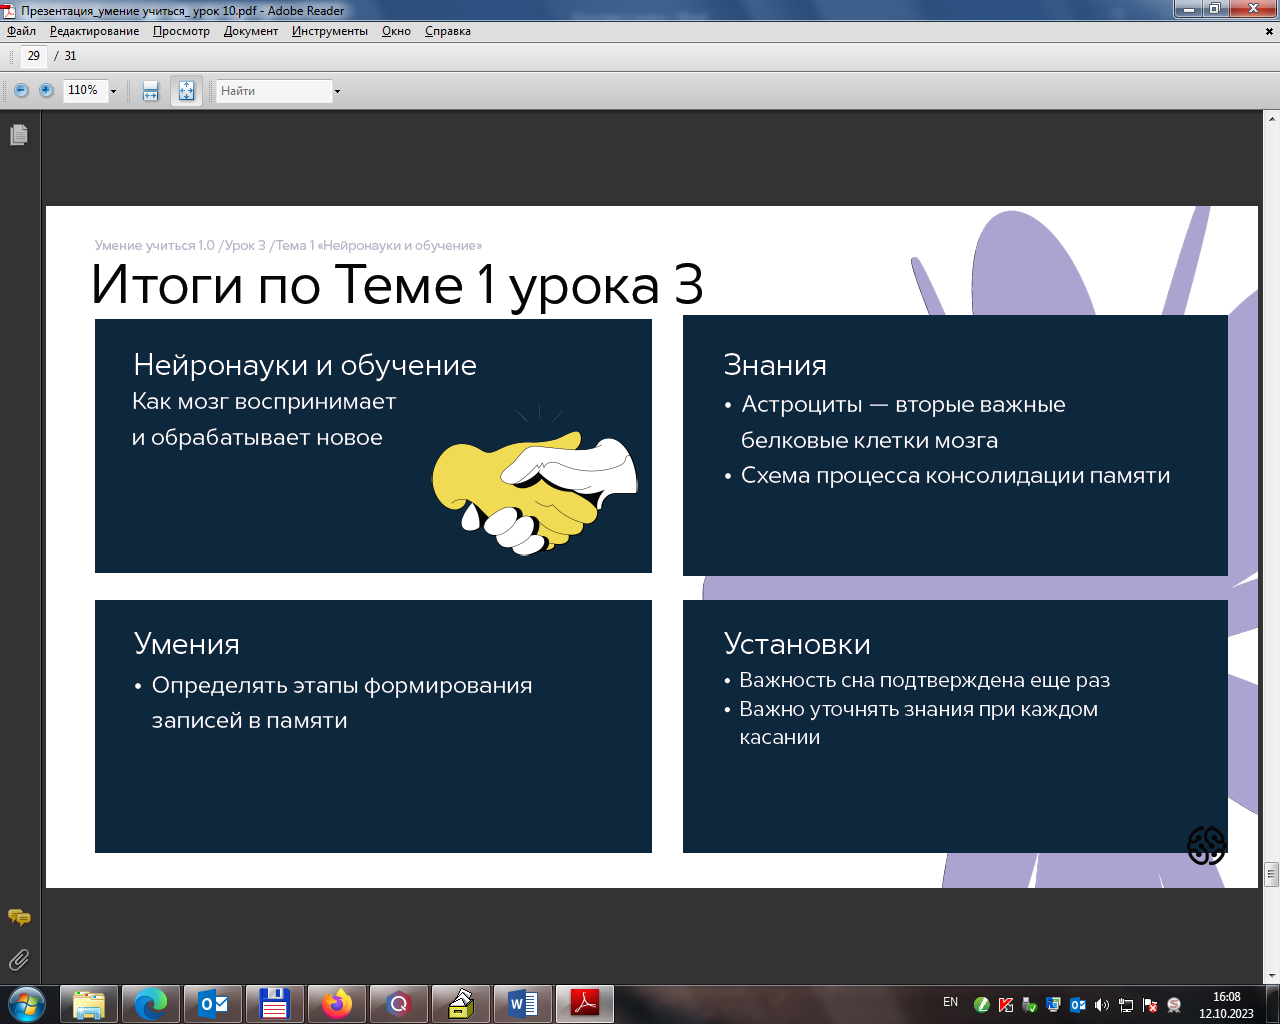 Презентация_умение учиться_ урок 10.pdf - Adobe Reader
Файл Редактирование Просмотр Документ Инструменты Окно Справка
29 / 31
110% Найти
Умение учиться 1.0 /Урок 3 /Тема 1 «Нейронауки и обучение»
Итоги по Теме 1 урока 3
Нейронауки и обучение
Как мозг воспринимает
и обрабатывает новое
Знания
• Астроциты — вторые важные
белковые клетки мозга
• Схема процесса консолидации памяти
Умения
• Определять этапы формирования
записей в памяти
Установки
• Важность сна подтверждена еще раз
• Важно уточнять знания при каждом
касании
EN
16:08
12.10.2023